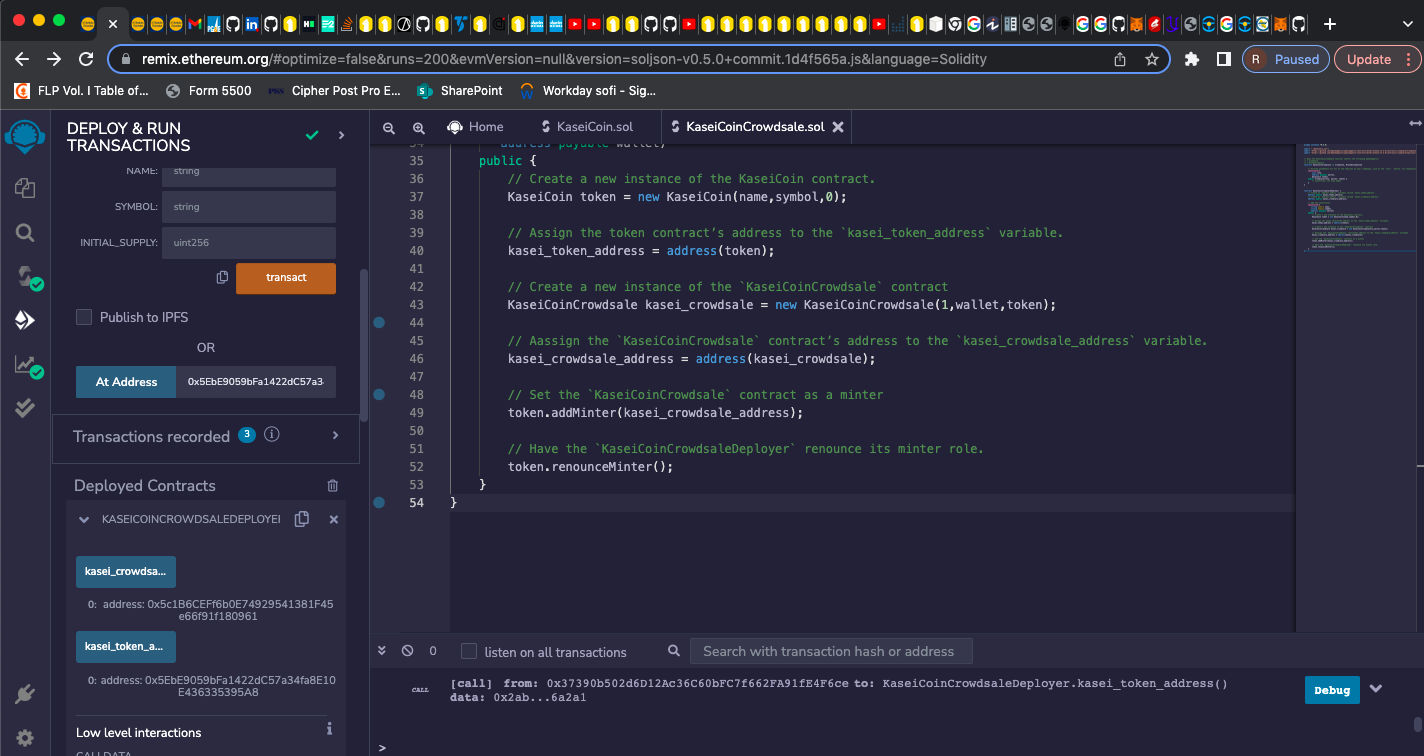 remix.ethereum.org/#optimize=false&runs=200&evmVersion=null&version=soljson-v0.5.0+commit.1d4f565a.js&language=Solidity
R Paused
Update
FLP Vol. I Table of...
Form 5500
Cipher Post Pro E...
SharePoint
Workday sofi - Sig...
DEPLOY & RUN
TRANSACTIONS
NAME: string
SYMBOL: string
INITIAL_SUPPLY: uint256
transact
Publish to IPFS
OR
At Address 0x5EbE9059bFa1422dC57a34
Transactions recorded 3 i
Deployed Contracts
KASEICOINCROWDSALEDEPLOYEI
kasei_crowdsa...
0: address: 0x5c1B6CEFf6b0E74929541381F45
e66f91f180961
kasei_token_a...
0: address: 0x5EbE9059bFa1422dC57a34fa8E10
E436335395A8
Low level interactions i
CALLDATA
Home
KaseiCoin.sol
KaseiCoinCrowdsale.sol
34 address payable wallet)
35 public {
36 // Create a new instance of the KaseiCoin contract.
37 KaseiCoin token = new KaseiCoin(name,symbol,0);
38
39 // Assign the token contract’s address to the `kasei_token_address` variable.
40 kasei_token_address = address(token);
41
42 // Create a new instance of the `KaseiCoinCrowdsale` contract
43 KaseiCoinCrowdsale kasei_crowdsale = new KaseiCoinCrowdsale(1,wallet,token);
44
45 // Aassign the `KaseiCoinCrowdsale` contract’s address to the `kasei_crowdsale_address` variable.
46 kasei_crowdsale_address = address(kasei_crowdsale);
47
48 // Set the `KaseiCoinCrowdsale` contract as a minter
49 token.addMinter(kasei_crowdsale_address);
50
51 // Have the `KaseiCoinCrowdsaleDeployer` renounce its minter role.
52 token.renounceMinter();
53 }
54 }
0
listen on all transactions
Search with transaction hash or address
CALL
[call] from: 0x37390b502d6D12Ac36C60bFC7f662FA91fE4F6ce to: KaseiCoinCrowdsaleDeployer.kasei_token_address()
data: 0x2ab...6a2a1
Debug
>